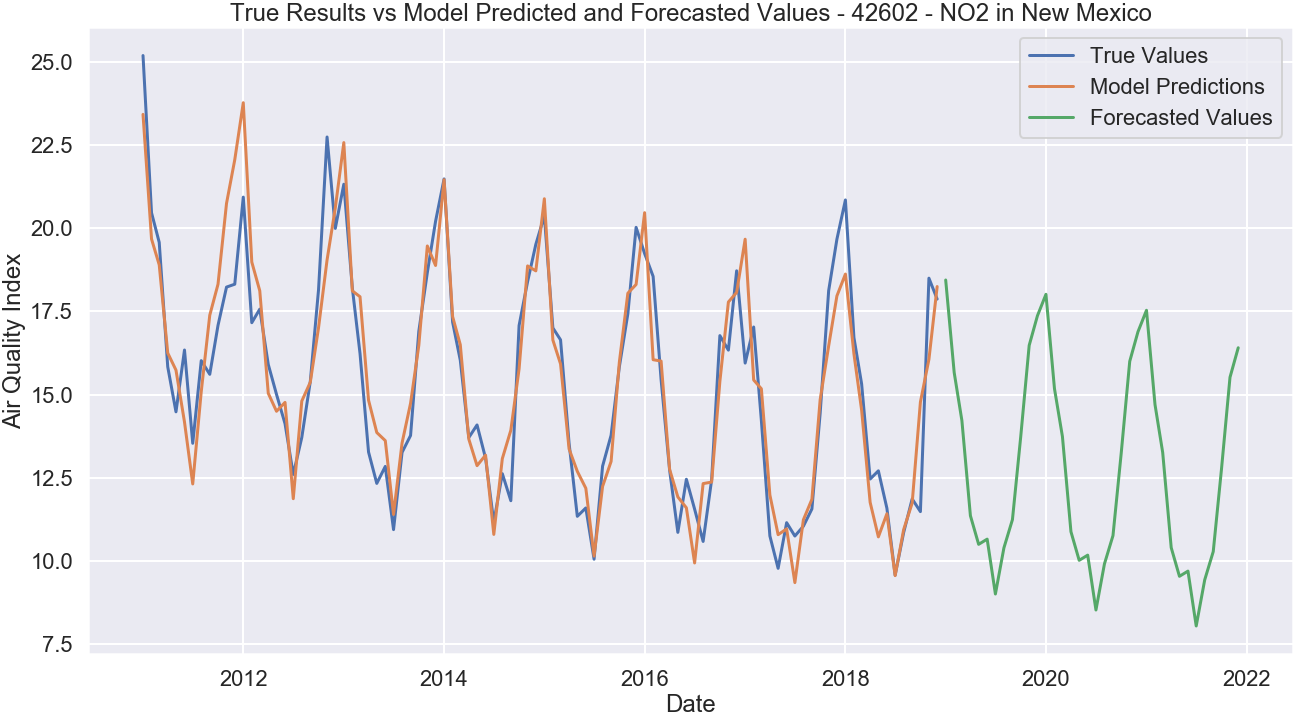 True Results vs Model Predicted and Forecasted Values - 42602 - NO2 in New Mexico
True Values
Model Predictions
Forecasted Values
Air Quality Index
25.0
22.5
20.0
17.5
15.0
12.5
10.0
7.5
2012 2014 2016 2018 2020 2022
Date